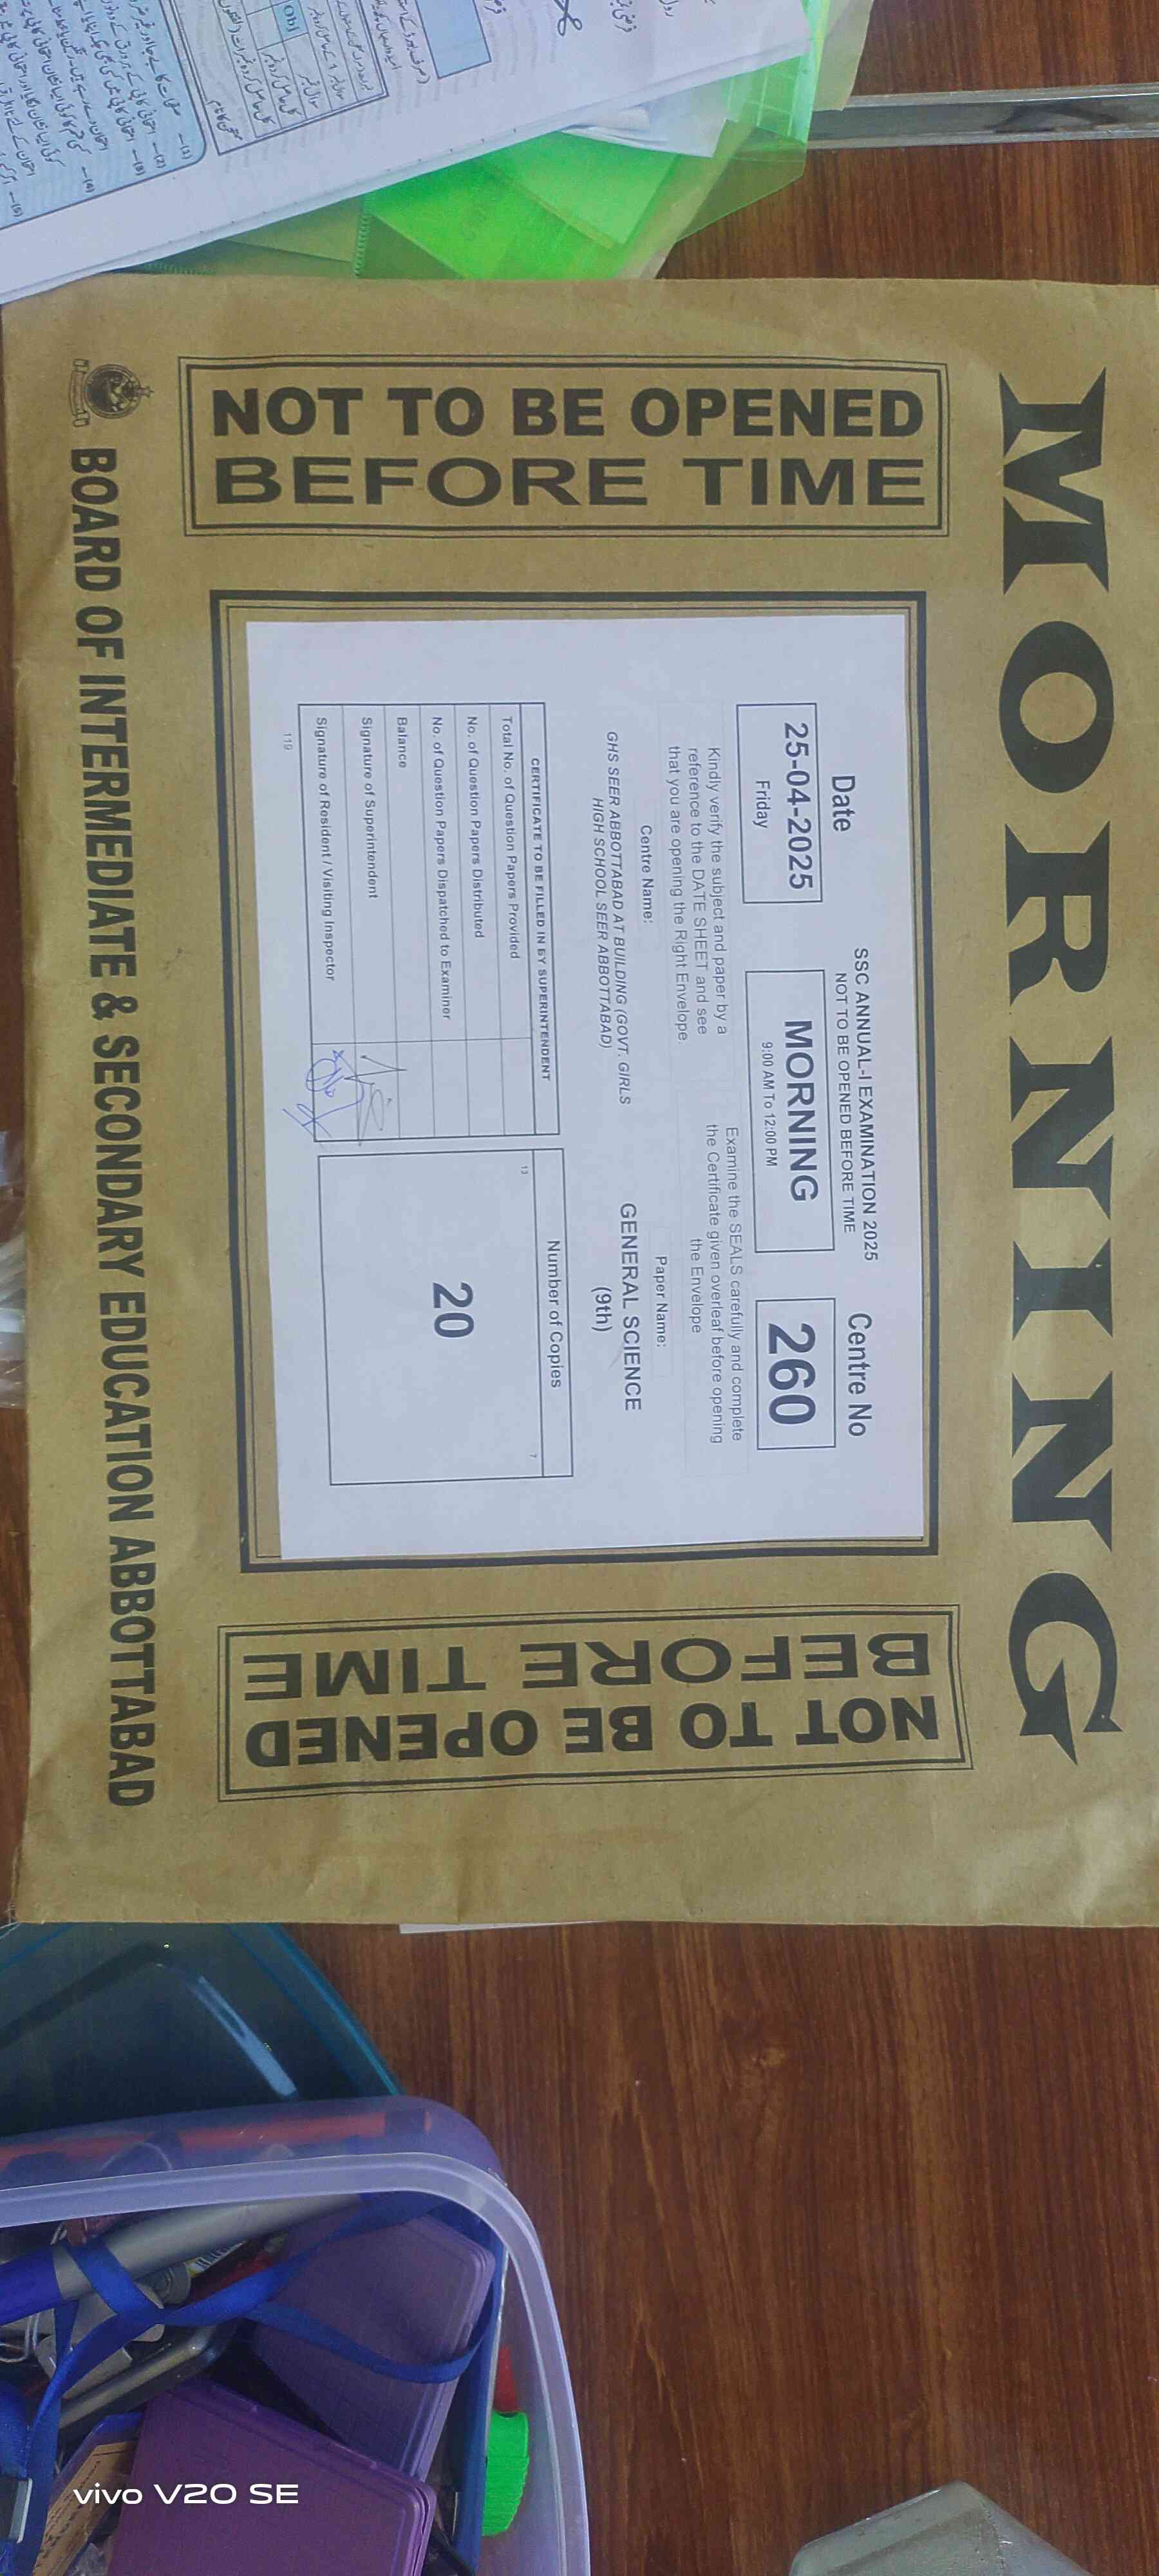 MORNING
NOT TO BE OPENED
BEFORE TIME
SSC ANNUAL-I EXAMINATION 2025
NOT TO BE OPENED BEFORE TIME
Date
25-04-2025
Friday
MORNING
9:00 AM To 12:00 PM
Centre No
260
Kindly verify the subject and paper by a
reference to the DATE SHEET and see
that you are opening the Right Envelope.
Examine the SEALS carefully and complete
the Certificate given overleaf before opening
the Envelope
Centre Name:
GHS SEER ABBOTTABAD AT BUILDING (GOVT. GIRLS
HIGH SCHOOL SEER ABBOTTABAD)
Paper Name:
GENERAL SCIENCE
(9th)
CERTIFICATE TO BE FILLED IN BY SUPERINTENDENT
Total No. of Question Papers Provided
No. of Question Papers Distributed
No. of Question Papers Dispatched to Examiner
Balance
Signature of Superintendent
Signature of Resident / Visiting Inspector
119
Number of Copies
13
7
20
NOT TO BE OPENED
BEFORE TIME
BOARD OF INTERMEDIATE & SECONDARY EDUCATION ABBOTTABAD
vivo V20 SE